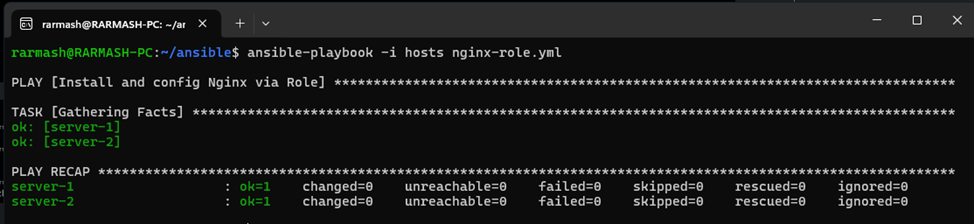 rarmash@RARMASH-PC: ~/an
rarmash@RARMASH-PC:~/ansible$ ansible-playbook -i hosts nginx-role.yml
PLAY [Install and config Nginx via Role] *******************************************************************************
TASK [Gathering Facts] *************************************************************************************************
ok: [server-1]
ok: [server-2]
PLAY RECAP *************************************************************************************************************
server-1 : ok=1 changed=0 unreachable=0 failed=0 skipped=0 rescued=0 ignored=0
server-2 : ok=1 changed=0 unreachable=0 failed=0 skipped=0 rescued=0 ignored=0